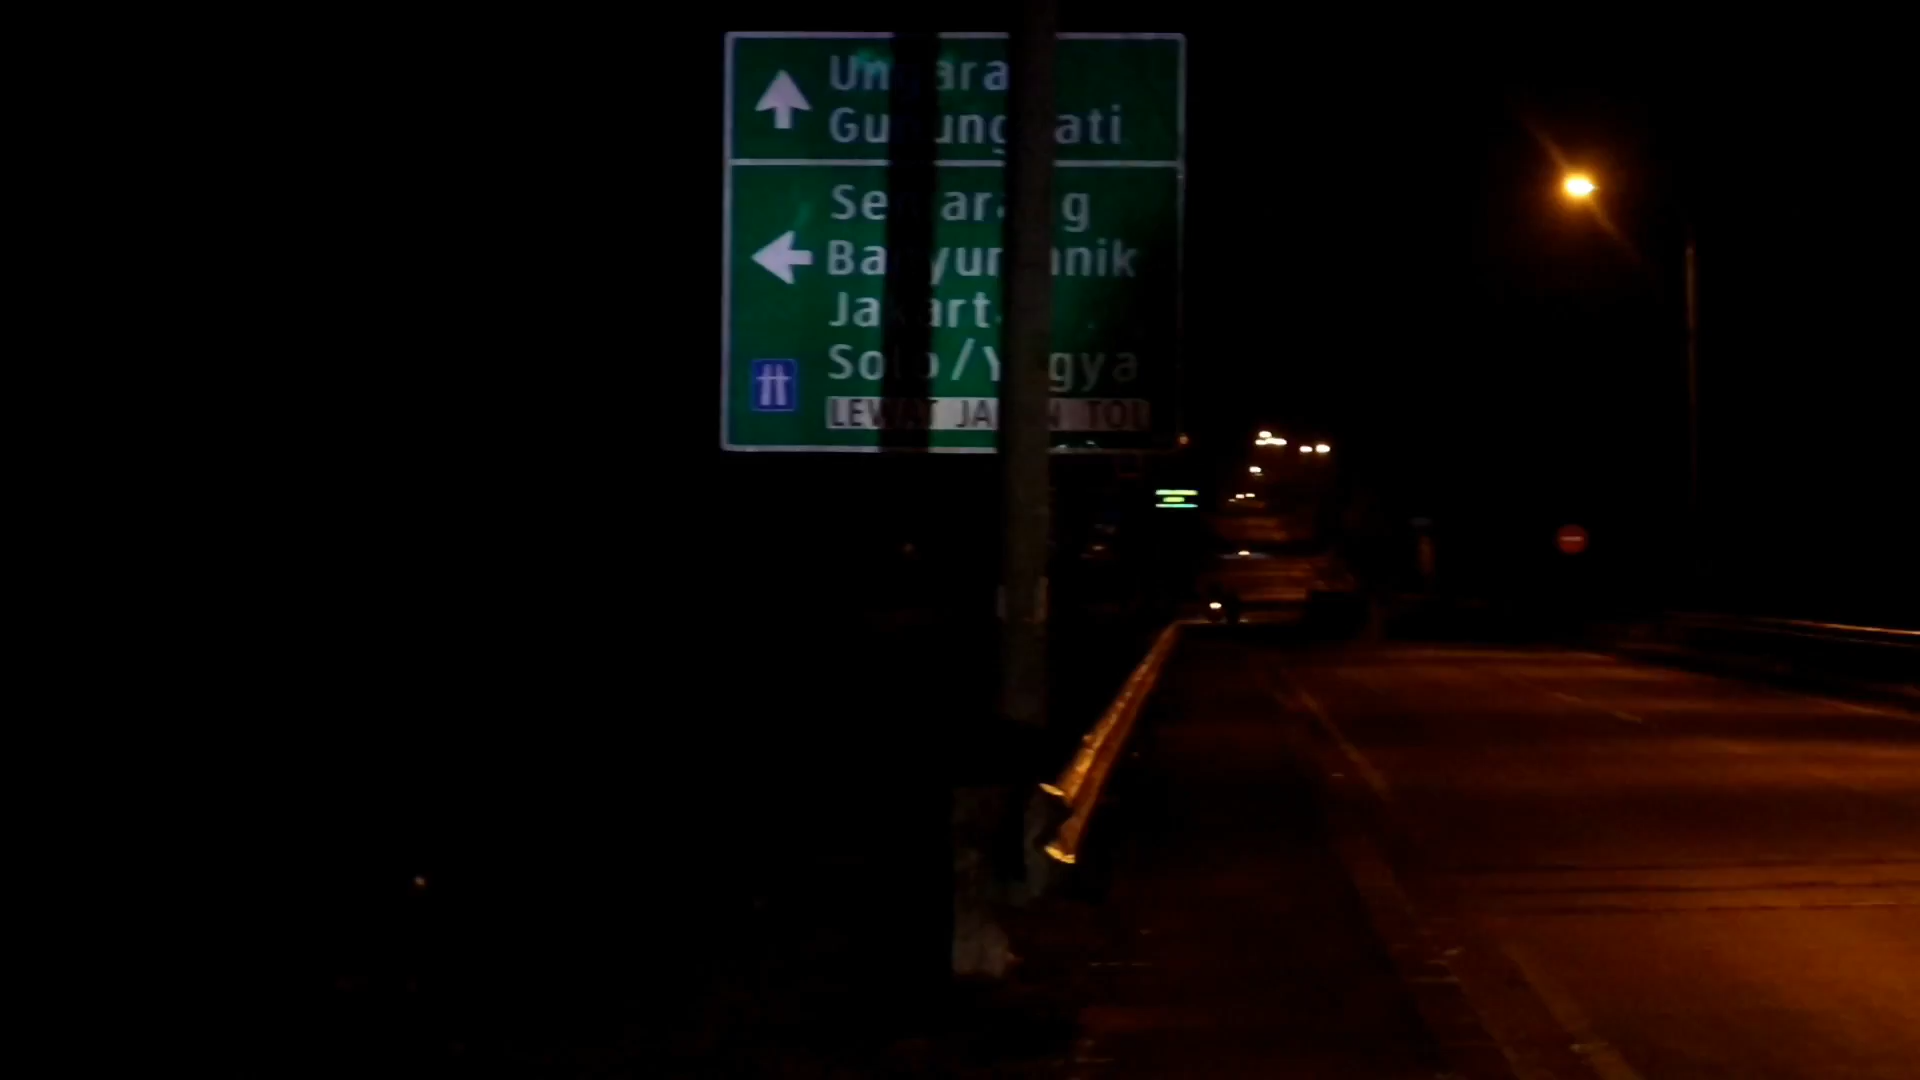 Ungaran
Gunungpati
Semarang
Banyumanik
Jakarta
Solo/Yogya
LEWAT JALAN TOL